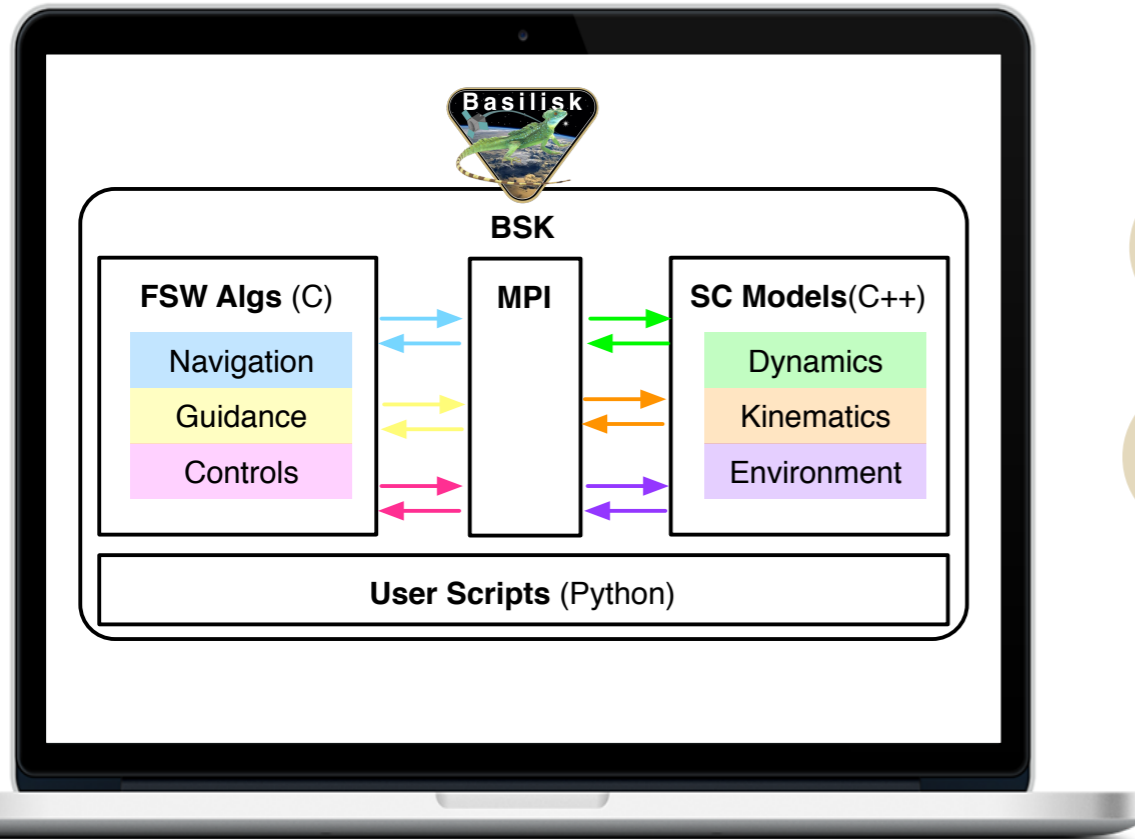 Basilisk
BSK
FSW Algs (C)
Navigation
Guidance
Controls
MPI
SC Models(C++)
Dynamics
Kinematics
Environment
User Scripts (Python)